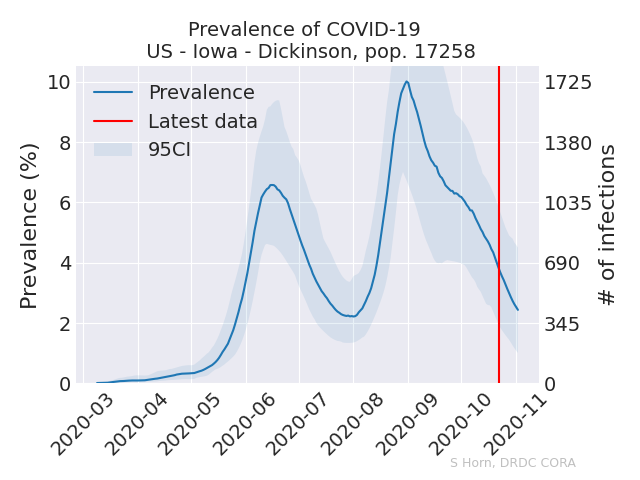 Prevalence of COVID-19
US - Iowa - Dickinson, pop. 17258
Prevalence (%)
10
8
6
4
2
0
Prevalence
Latest data
95CI
1725
1380
1035
690
345
0
# of infections
2020-03
2020-04
2020-05
2020-06
2020-07
2020-08
2020-09
2020-10
2020-11
S Horn, DRDC CORA